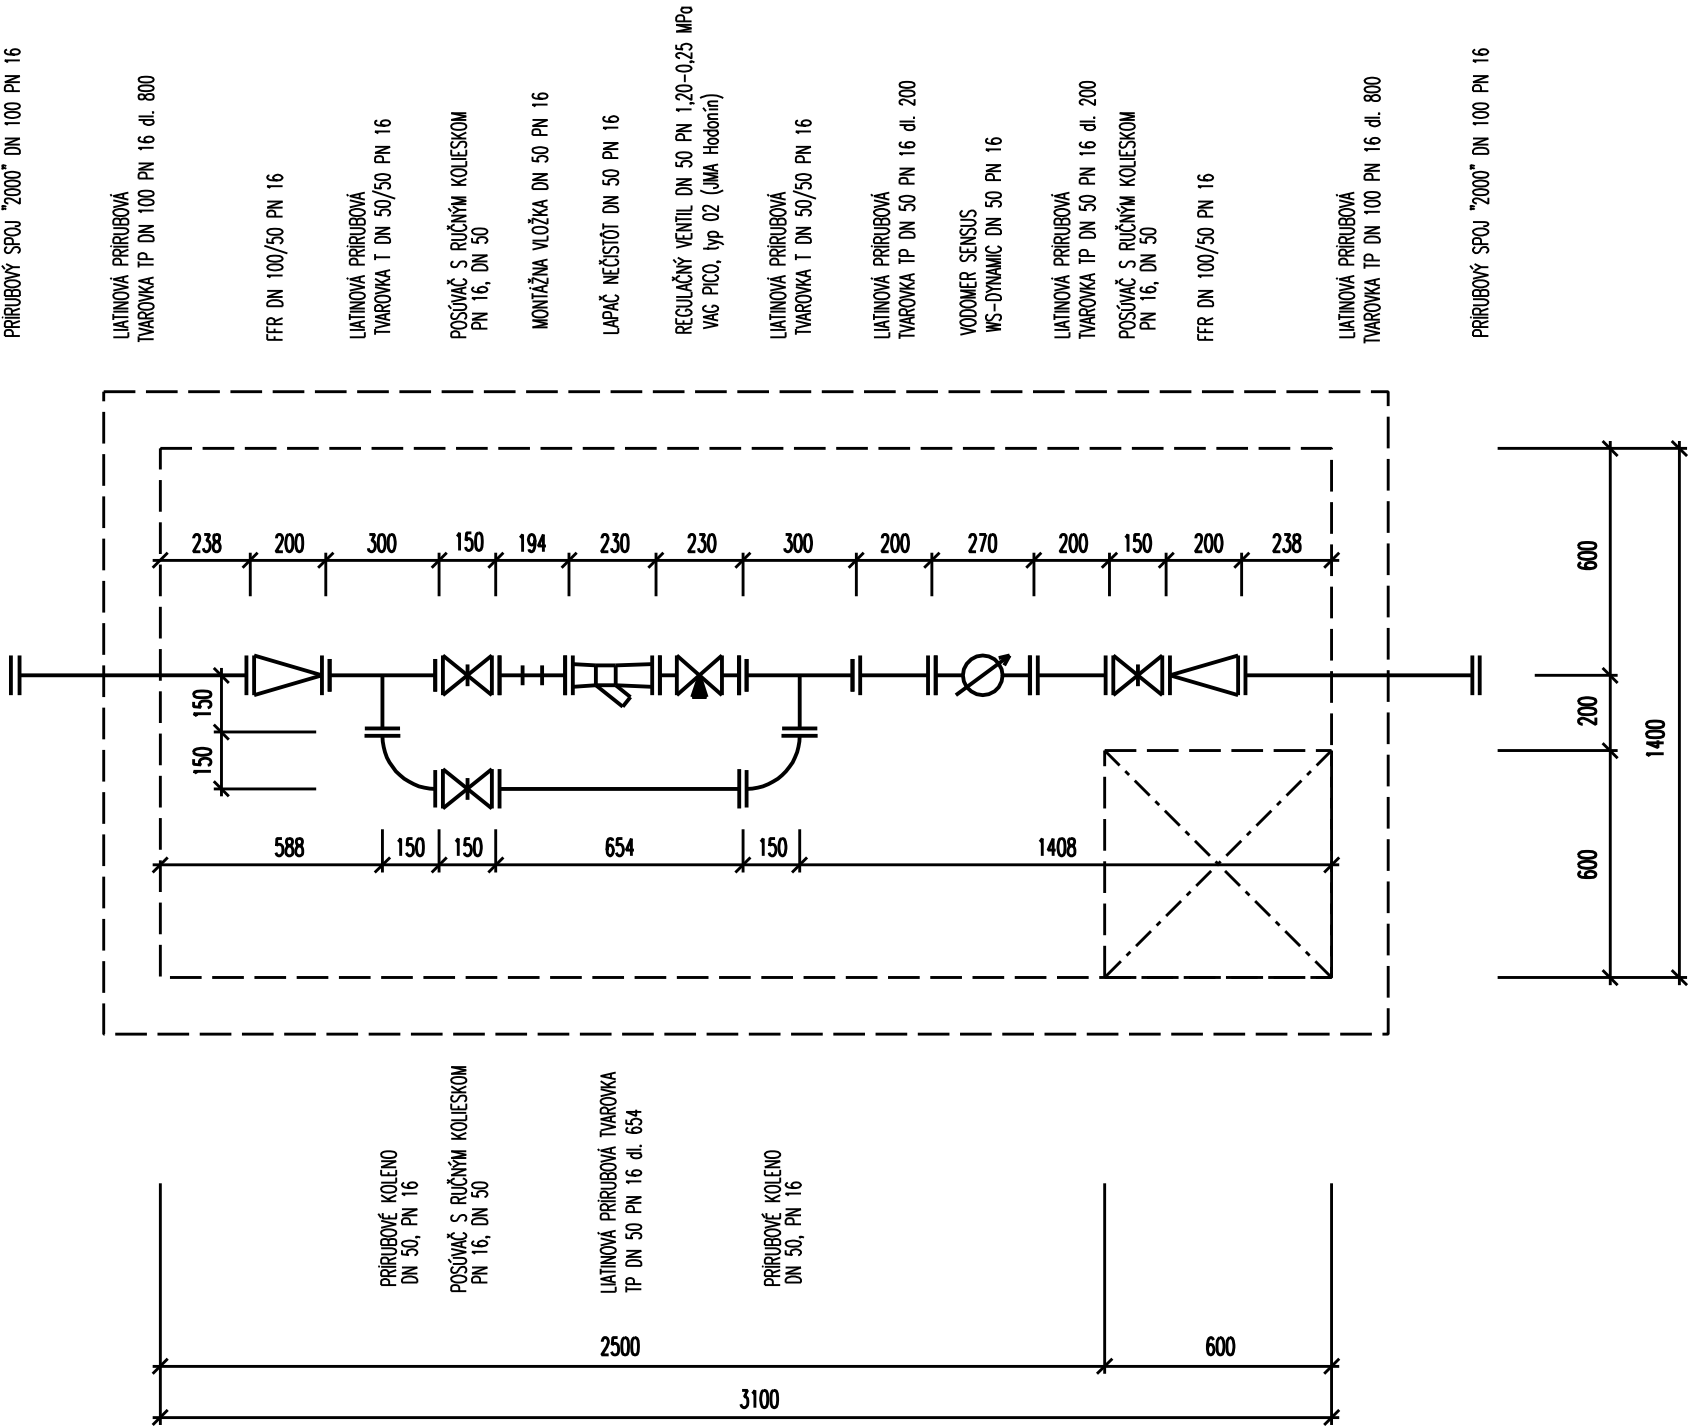 PRÍRUBOVÝ SPOJ "2000" DN 100 PN 16
LIATINOVÁ PRÍRUBOVÁ
TVAROVKA TP DN 100 PN 16 dl. 800
FFR DN 100/50 PN 16
LIATINOVÁ PRÍRUBOVÁ
TVAROVKA T DN 50/50 PN 16
POSÚVAČ S RUČNÝM KOLIESKOM
PN 16, DN 50
MONTÁŽNA VLOŽKA DN 50 PN 16
LAPAČ NEČISTÔT DN 50 PN 16
REGULAČNÝ VENTIL DN 50 PN 1,20-0,25 MPa
VAG PICO, typ 02 (JMA Hodonín)
LIATINOVÁ PRÍRUBOVÁ
TVAROVKA T DN 50/50 PN 16
LIATINOVÁ PRÍRUBOVÁ
TVAROVKA TP DN 50 PN 16 dl. 200
VODOMER SENSUS
WS-DYNAMIC DN 50 PN 16
LIATINOVÁ PRÍRUBOVÁ
TVAROVKA TP DN 50 PN 16 dl. 200
POSÚVAČ S RUČNÝM KOLIESKOM
PN 16, DN 50
FFR DN 100/50 PN 16
LIATINOVÁ PRÍRUBOVÁ
TVAROVKA TP DN 100 PN 16 dl. 800
PRÍRUBOVÝ SPOJ "2000" DN 100 PN 16
238 200 300 150 194 230 230 300 200 270 200 150 200 238
600
150
200
1400
150
588 150 150 654 150 1408
600
PRÍRUBOVÉ KOLENO
DN 50, PN 16
POSÚVAČ S RUČNÝM KOLIESKOM
PN 16, DN 50
LIATINOVÁ PRÍRUBOVÁ TVAROVKA
TP DN 50 PN 16 dl. 654
PRÍRUBOVÉ KOLENO
DN 50, PN 16
2500 600
3100